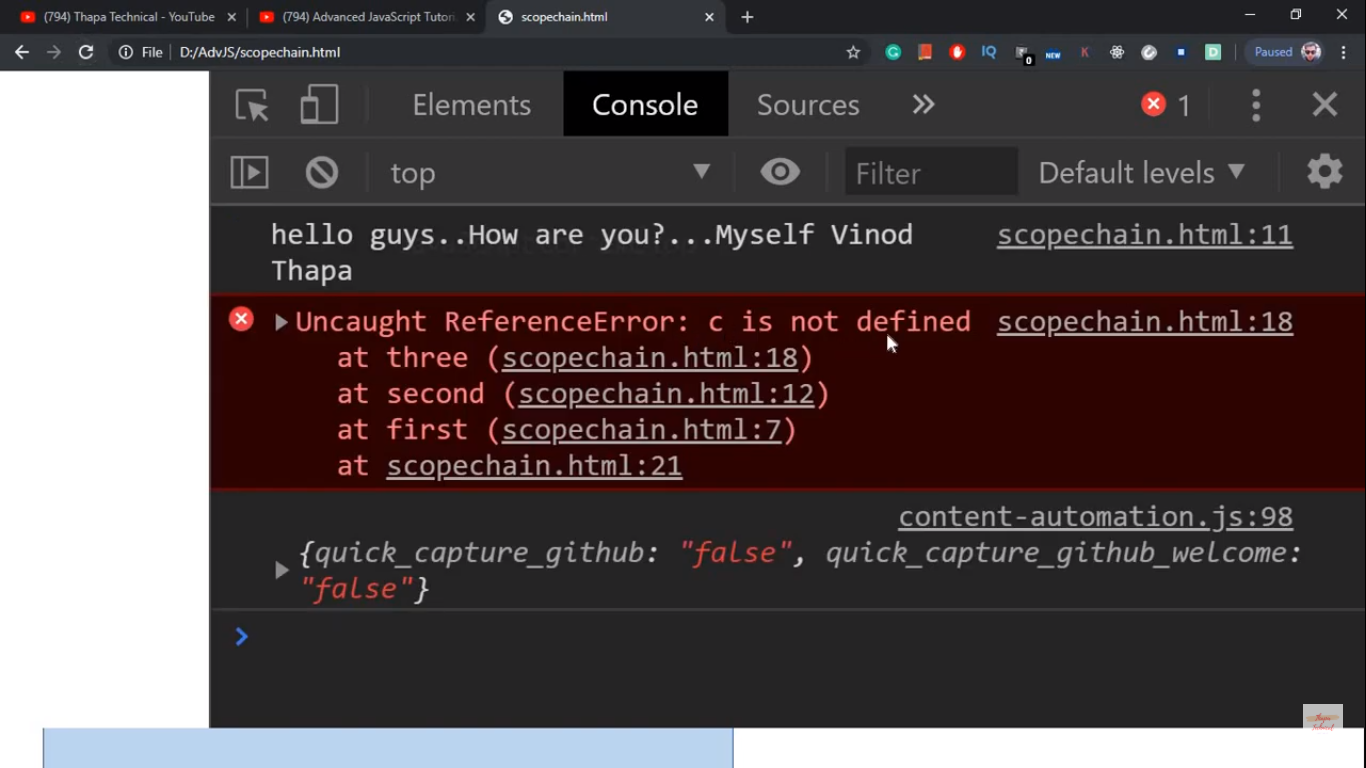 (794) Thapa Technical - YouTube
(794) Advanced JavaScript Tutori
scopechain.html
File
D:/AdvJS/scopechain.html
IQ
0
NEW
K
D
Paused
Elements
Console
Sources
1
top
Filter
Default levels
hello guys..How are you?...Myself Vinod
scopechain.html:11
Thapa
Uncaught ReferenceError: c is not defined
scopechain.html:18
at three (scopechain.html:18)
at second (scopechain.html:12)
at first (scopechain.html:7)
at scopechain.html:21
content-automation.js:98
{quick_capture_github: "false", quick_capture_github_welcome:
"false"}